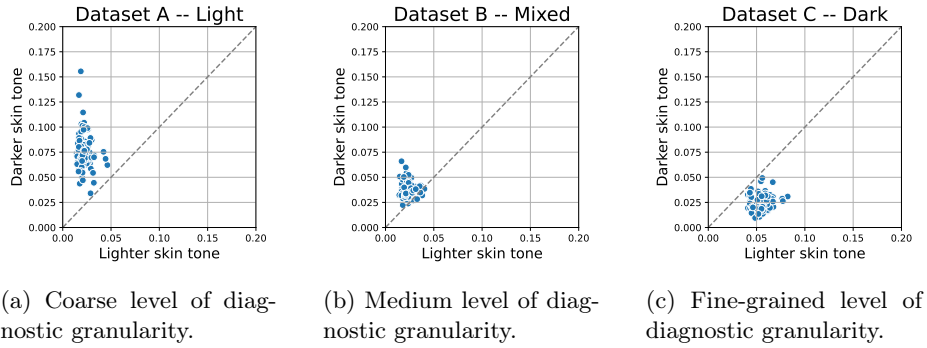 Dataset A -- Light
0.200
0.175
0.150
0.125
0.100
0.075
0.050
0.025
0.000
Darker skin tone
0.00 0.05 0.10 0.15 0.20
Lighter skin tone
(a) Coarse level of diag-
nostic granularity.
Dataset B -- Mixed
0.200
0.175
0.150
0.125
0.100
0.075
0.050
0.025
0.000
Darker skin tone
0.00 0.05 0.10 0.15 0.20
Lighter skin tone
(b) Medium level of diag-
nostic granularity.
Dataset C -- Dark
0.200
0.175
0.150
0.125
0.100
0.075
0.050
0.025
0.000
Darker skin tone
0.00 0.05 0.10 0.15 0.20
Lighter skin tone
(c) Fine-grained level of
diagnostic granularity.